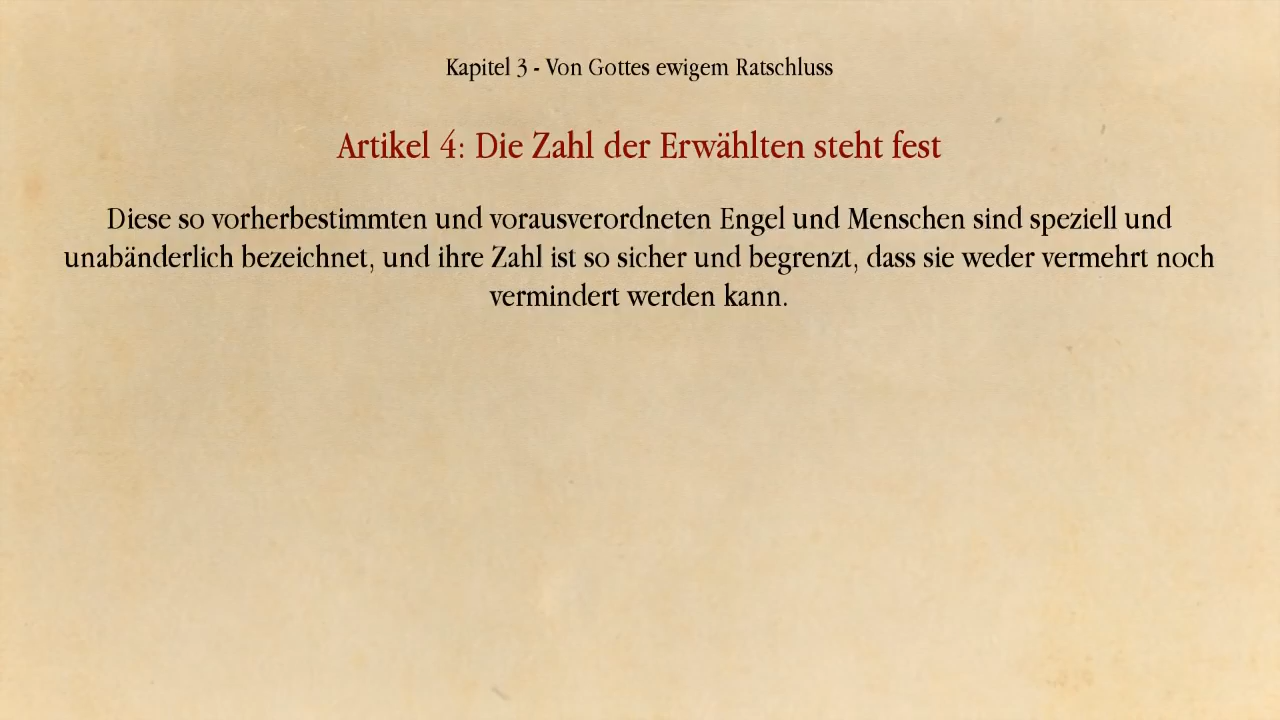 Kapitel 3 - Von Gottes ewigem Ratschluss
Artikel 4: Die Zahl der Erwählten steht fest
Diese so vorherbestimmten und vorausverordneten Engel und Menschen sind speziell und
unabänderlich bezeichnet, und ihre Zahl ist so sicher und begrenzt, dass sie weder vermehrt noch
vermindert werden kann.